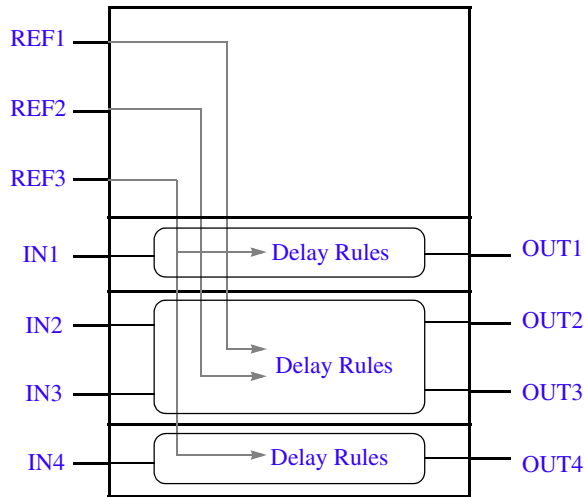 REF1
REF2
REF3
IN1
Delay Rules
OUT1
IN2
OUT2
Delay Rules
IN3
OUT3
IN4
Delay Rules
OUT4